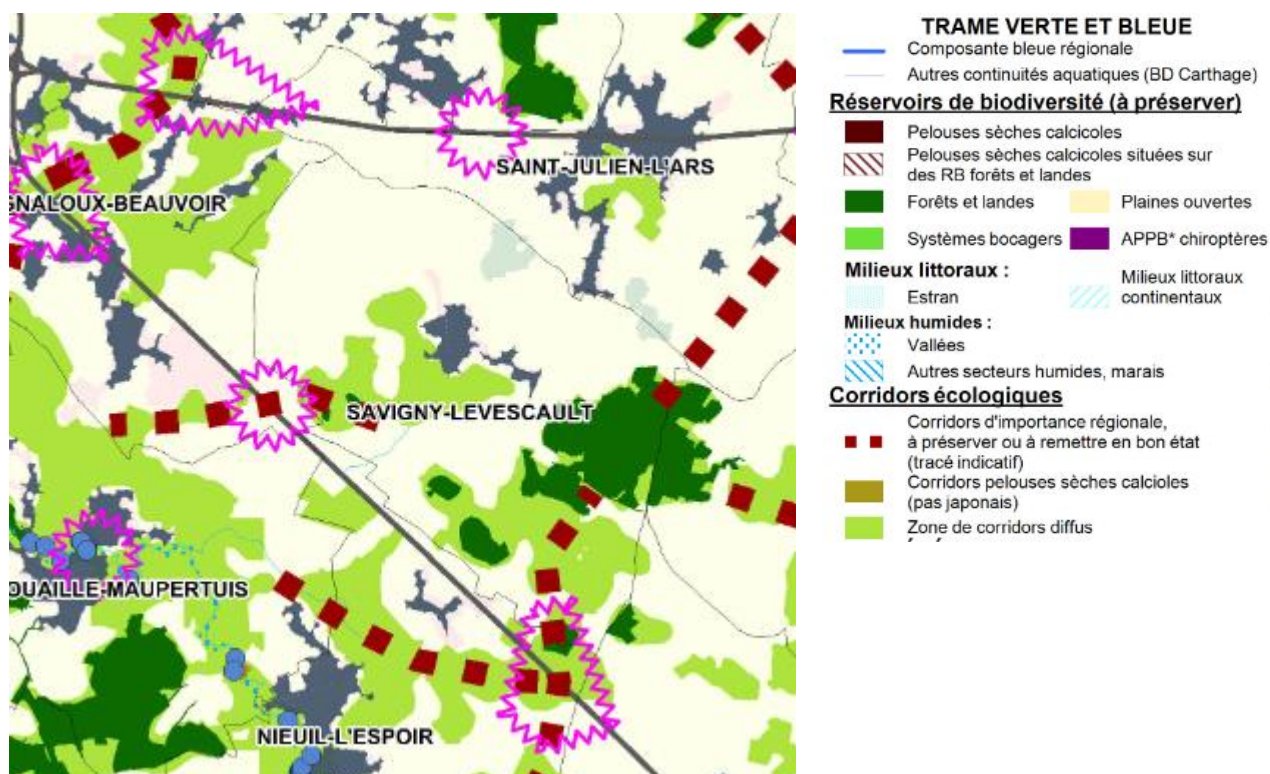 SAINT-JULIEN-L'ARS
GNALOUX-BEAUVOIR
SAVIGNY-LEVESCAULT
OUAILLE-MAUPERTUIS
NIEUIL-L'ESPOIR
TRAME VERTE ET BLEUE
Composante bleue régionale
Autres continuités aquatiques (BD Carthage)
Réservoirs de biodiversité (à préserver)
Pelouses sèches calcicoles
Pelouses sèches calcicoles situées sur
des RB forêts et landes
Forêts et landes
Plaines ouvertes
Systèmes bocagers
APPB* chiroptères
Milieux littoraux :
Estran
Milieux littoraux
continentaux
Milieux humides :
Vallées
Autres secteurs humides, marais
Corridors écologiques
Corridors d'importance régionale,
à préserver ou à remettre en bon état
(tracé indicatif)
Corridors pelouses sèches calcioles
(pas japonais)
Zone de corridors diffus